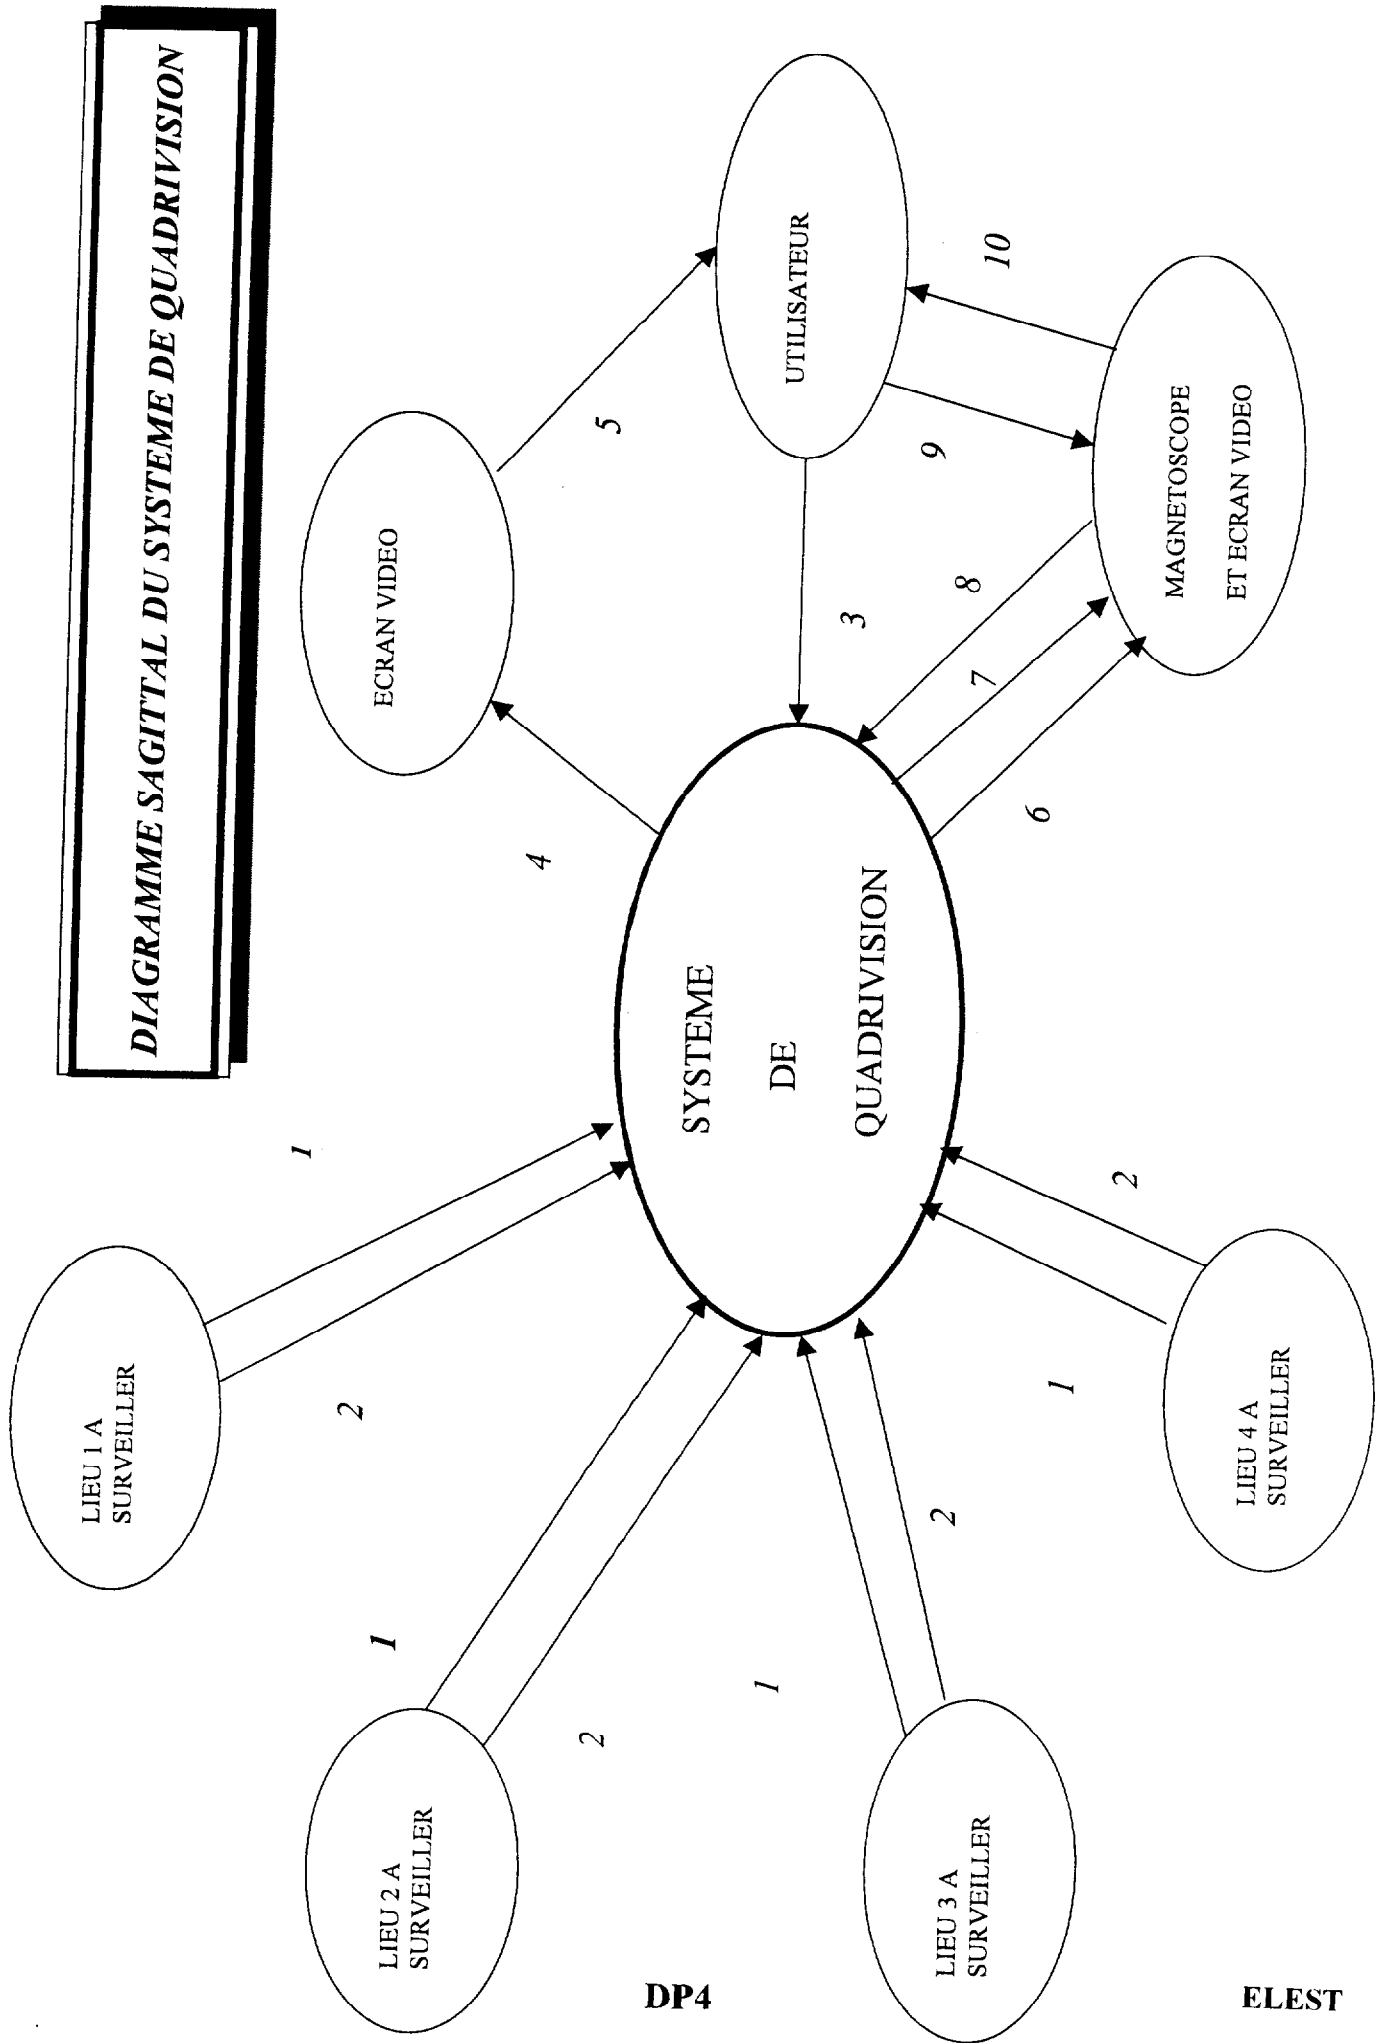 DIAGRAMME SAGITTAL DU SYSTEME DE QUADRIVISION
LIEU 1 A
SURVEILLER
1
2
LIEU 2 A
SURVEILLER
1
2
LIEU 3 A
SURVEILLER
1
2
LIEU 4 A
SURVEILLER
1
2
SYSTEME
DE
QUADRIVISION
4
ECRAN VIDEO
5
UTILISATEUR
3
9
10
8
7
6
MAGNETOSCOPE
ET ECRAN VIDEO
DP4
ELEST